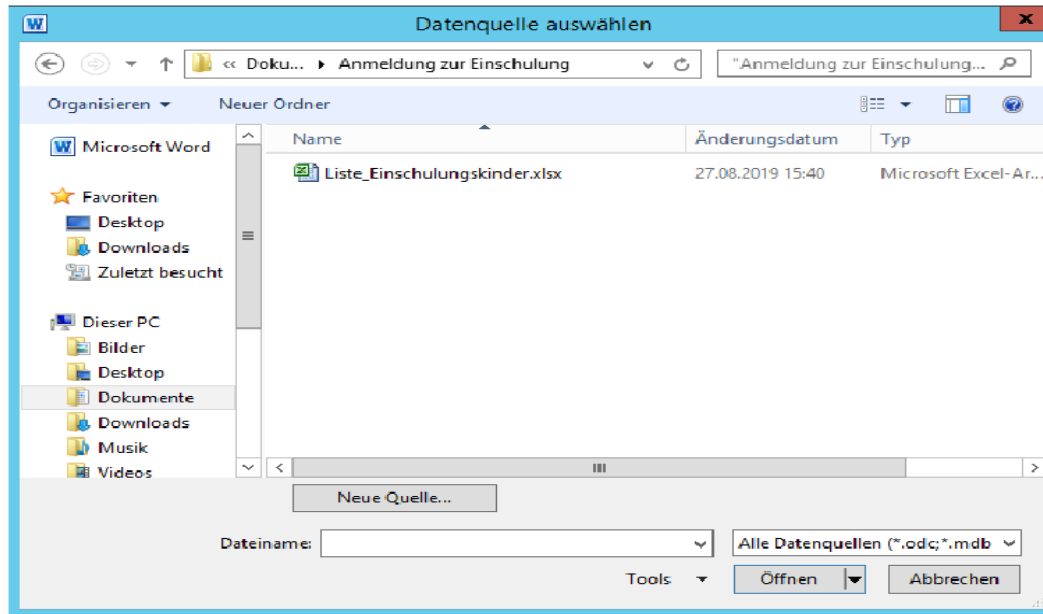 Datenquelle auswählen
« Doku... ▸ Anmeldung zur Einschulung
"Anmeldung zur Einschulung...
Organisieren Neuer Ordner
Microsoft Word
Favoriten
Desktop
Downloads
Zuletzt besucht
Dieser PC
Bilder
Desktop
Dokumente
Downloads
Musik
Videos
Name Änderungsdatum Typ
Liste_Einschulungskinder.xlsx 27.08.2019 15:40 Microsoft Excel-Ar...
Neue Quelle...
Dateiname: Alle Datenquellen (*.odc;*.mdb
Tools Öffnen Abbrechen